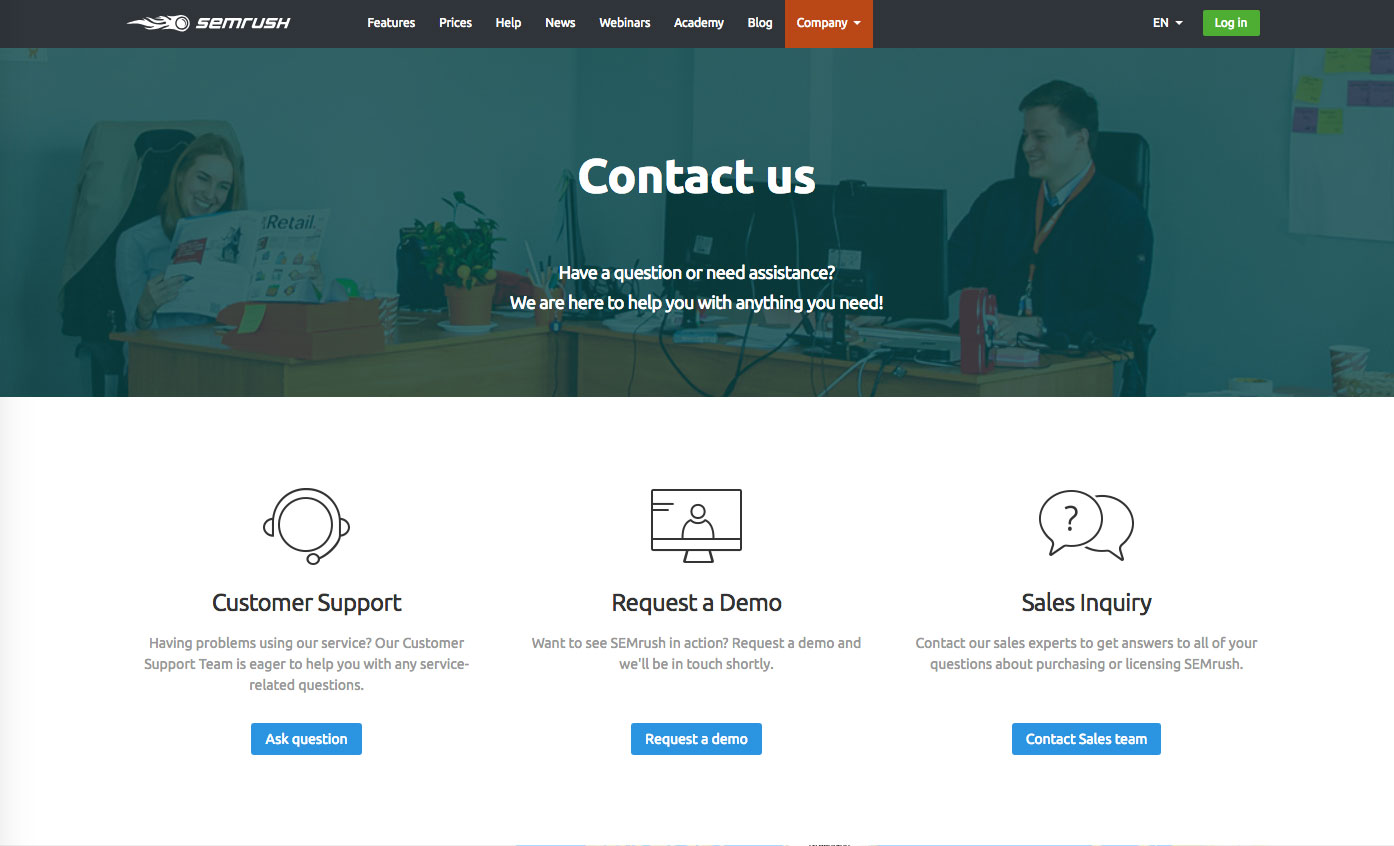 semrush
Features Prices Help News Webinars Academy Blog Company EN Log in
Contact us
Retail.
Have a question or need assistance?
We are here to help you with anything you need!
?
Customer Support Request a Demo Sales Inquiry
Having problems using our service? Our Customer Want to see SEMrush in action? Request a demo and Contact our sales experts to get answers to all of your
Support Team is eager to help you with any service- we'll be in touch shortly. questions about purchasing or licensing SEMrush.
related questions.
Ask question Request a demo Contact Sales team